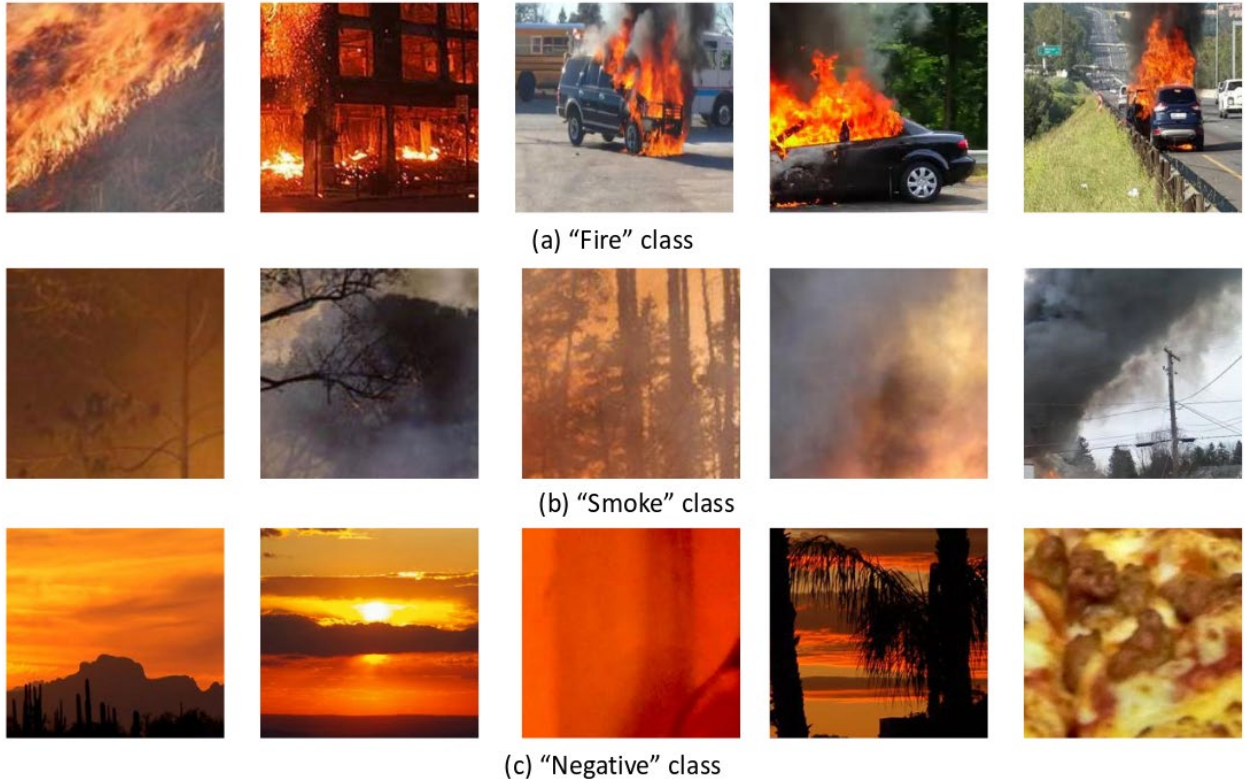 (a) “Fire” class
(b) “Smoke” class
(c) “Negative” class